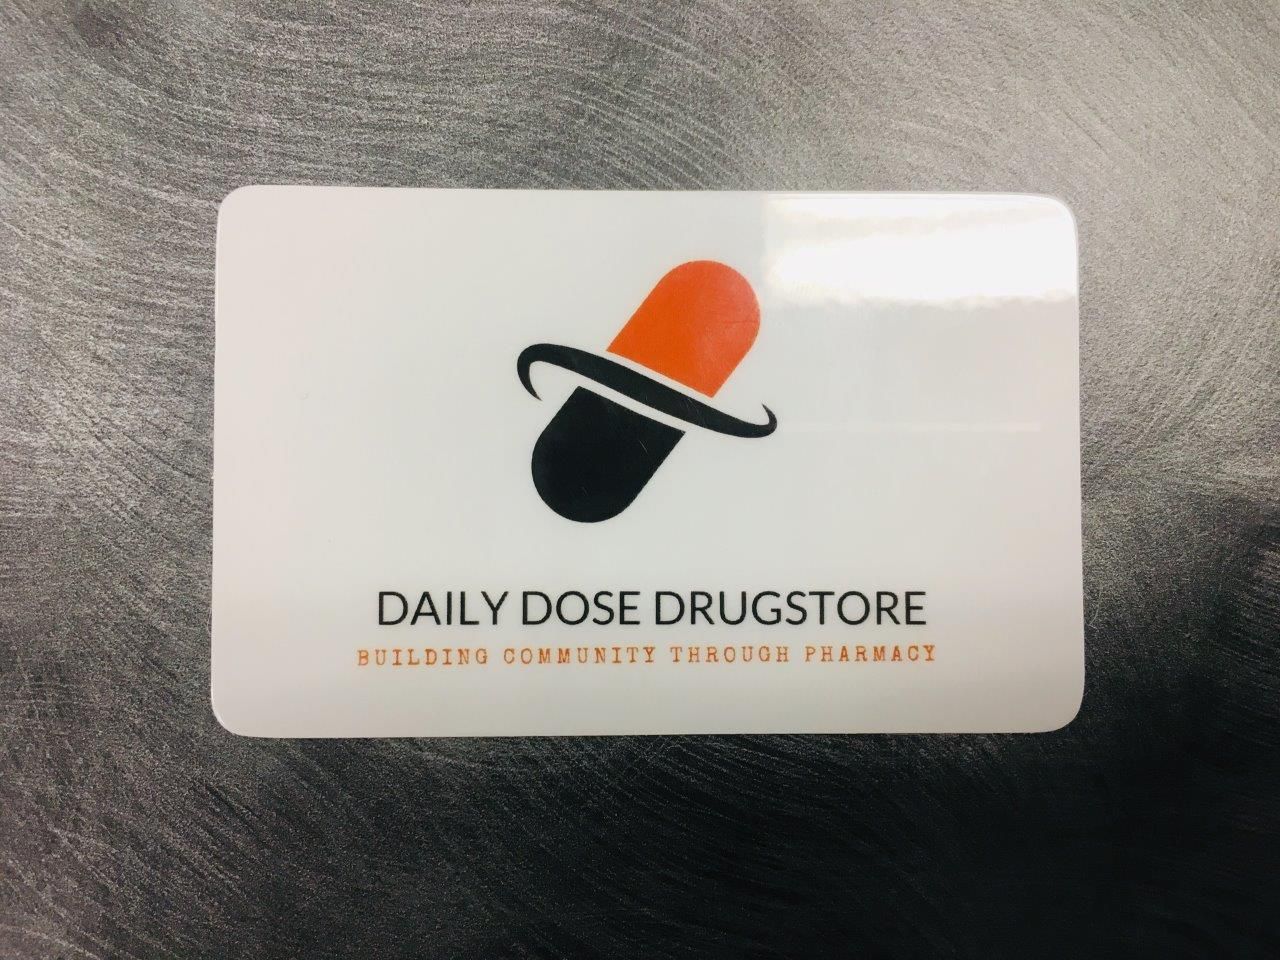 DAILY DOSE DRUGSTORE
BUILDING COMMUNITY THROUGH PHARMACY